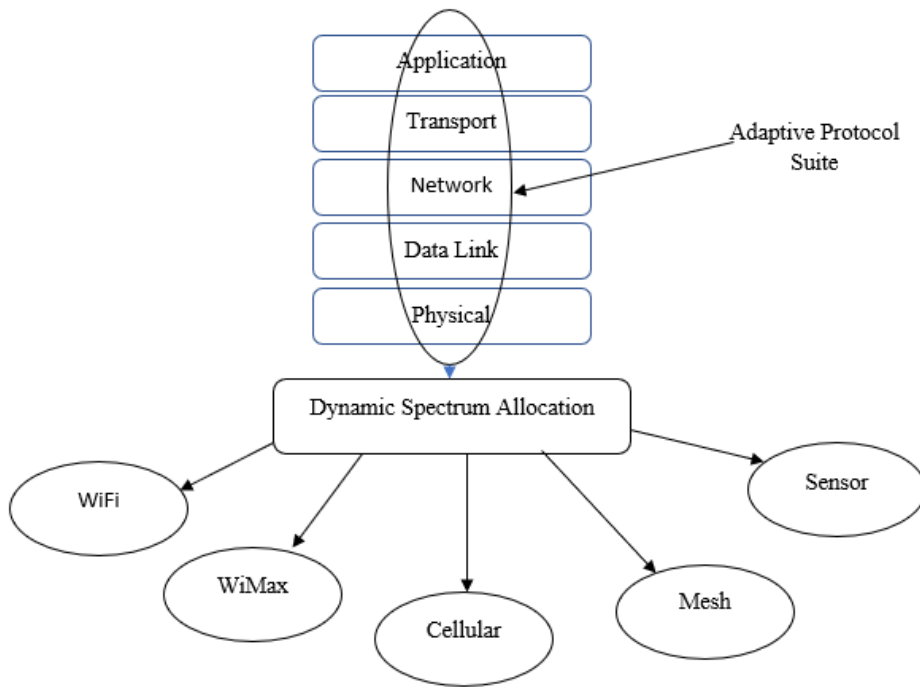 Application
Transport
Adaptive Protocol
Suite
Network
Data Link
Physical
Dynamic Spectrum Allocation
WiFi
WiMax
Cellular
Mesh
Sensor